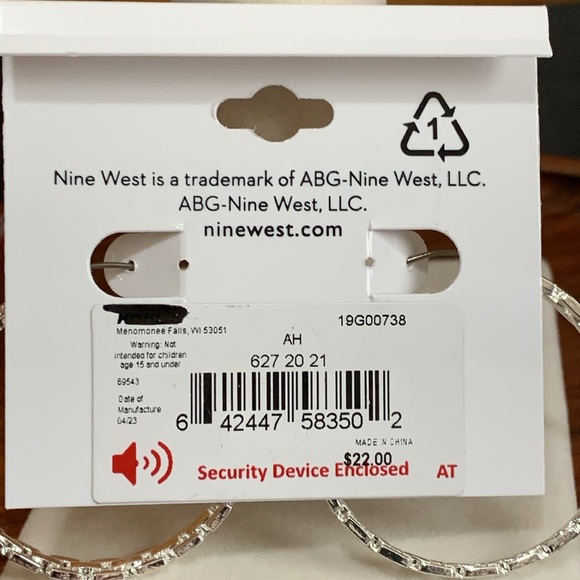 1
Nine West is a trademark of ABG-Nine West, LLC.
ABG-Nine West, LLC.
ninewest.com
Menomonee Falls, WI 53051
19G00738
Warning: Not
intended for children
age 15 and under
AH
627 20 21
69543
Date of
Manufacture
04/23
6 42447 58350 2
MADE IN CHINA
$22.00
Security Device Enclosed
AT